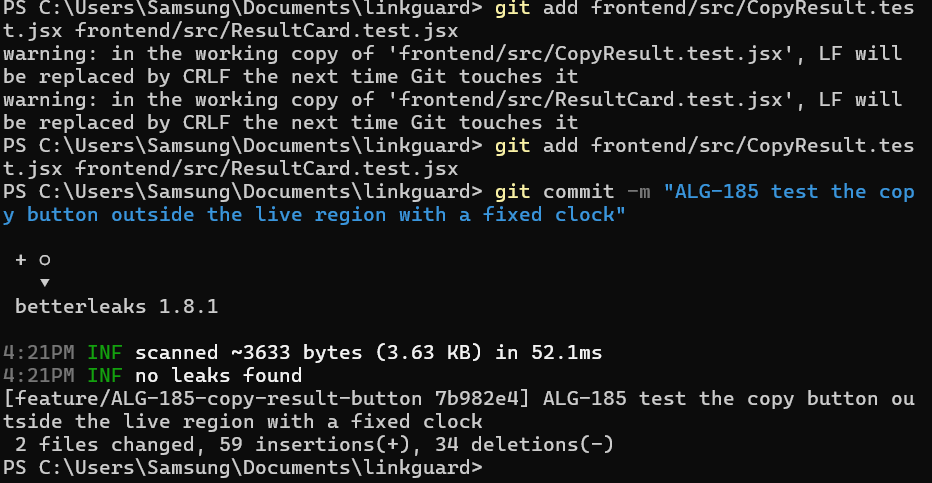 PS C:\Users\Samsung\Documents\linkguard> git add frontend/src/CopyResult.tes
t.jsx frontend/src/ResultCard.test.jsx
warning: in the working copy of 'frontend/src/CopyResult.test.jsx', LF will
be replaced by CRLF the next time Git touches it
warning: in the working copy of 'frontend/src/ResultCard.test.jsx', LF will
be replaced by CRLF the next time Git touches it
PS C:\Users\Samsung\Documents\linkguard> git add frontend/src/CopyResult.tes
t.jsx frontend/src/ResultCard.test.jsx
PS C:\Users\Samsung\Documents\linkguard> git commit -m "ALG-185 test the cop
y button outside the live region with a fixed clock"
+ o
▾
betterleaks 1.8.1
4:21PM INF scanned ~3633 bytes (3.63 KB) in 52.1ms
4:21PM INF no leaks found
[feature/ALG-185-copy-result-button 7b982e4] ALG-185 test the copy button ou
tside the live region with a fixed clock
2 files changed, 59 insertions(+), 34 deletions(-)
PS C:\Users\Samsung\Documents\linkguard>